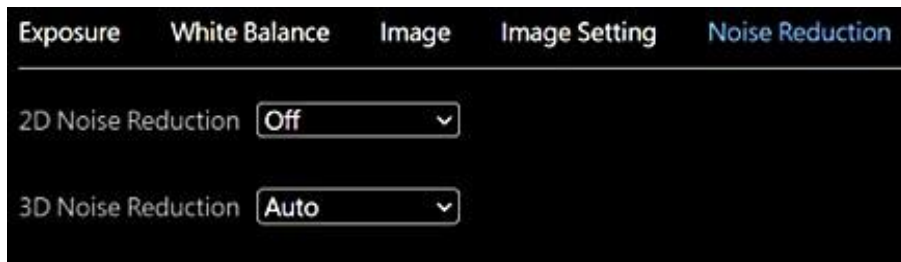 Exposure White Balance Image Image Setting Noise Reduction
2D Noise Reduction Off
3D Noise Reduction Auto